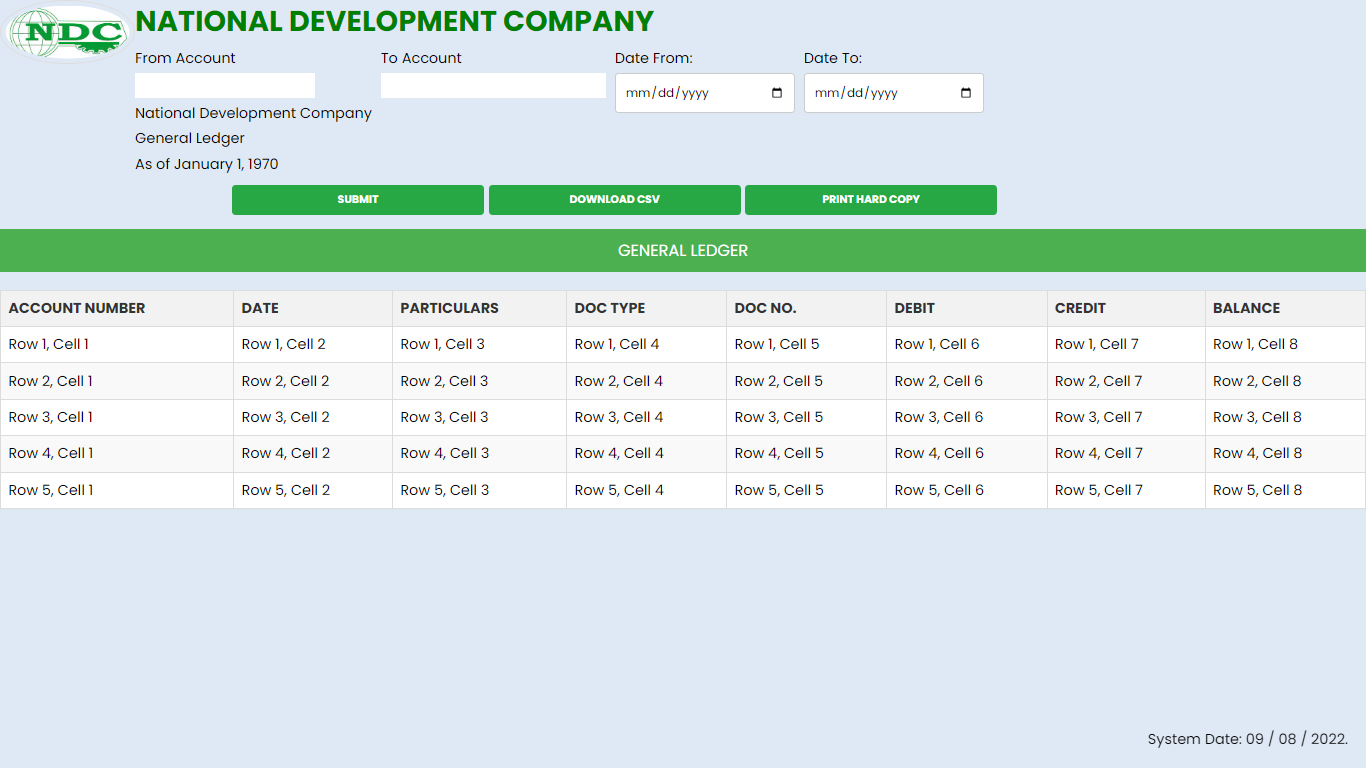 NDC
NATIONAL DEVELOPMENT COMPANY
From Account To Account Date From: Date To:
mm/dd/yyyy mm/dd/yyyy
National Development Company
General Ledger
As of January 1, 1970
SUBMIT DOWNLOAD CSV PRINT HARD COPY
GENERAL LEDGER
ACCOUNT NUMBER DATE PARTICULARS DOC TYPE DOC NO. DEBIT CREDIT BALANCE
Row 1, Cell 1 Row 1, Cell 2 Row 1, Cell 3 Row 1, Cell 4 Row 1, Cell 5 Row 1, Cell 6 Row 1, Cell 7 Row 1, Cell 8
Row 2, Cell 1 Row 2, Cell 2 Row 2, Cell 3 Row 2, Cell 4 Row 2, Cell 5 Row 2, Cell 6 Row 2, Cell 7 Row 2, Cell 8
Row 3, Cell 1 Row 3, Cell 2 Row 3, Cell 3 Row 3, Cell 4 Row 3, Cell 5 Row 3, Cell 6 Row 3, Cell 7 Row 3, Cell 8
Row 4, Cell 1 Row 4, Cell 2 Row 4, Cell 3 Row 4, Cell 4 Row 4, Cell 5 Row 4, Cell 6 Row 4, Cell 7 Row 4, Cell 8
Row 5, Cell 1 Row 5, Cell 2 Row 5, Cell 3 Row 5, Cell 4 Row 5, Cell 5 Row 5, Cell 6 Row 5, Cell 7 Row 5, Cell 8
System Date: 09 / 08 / 2022.